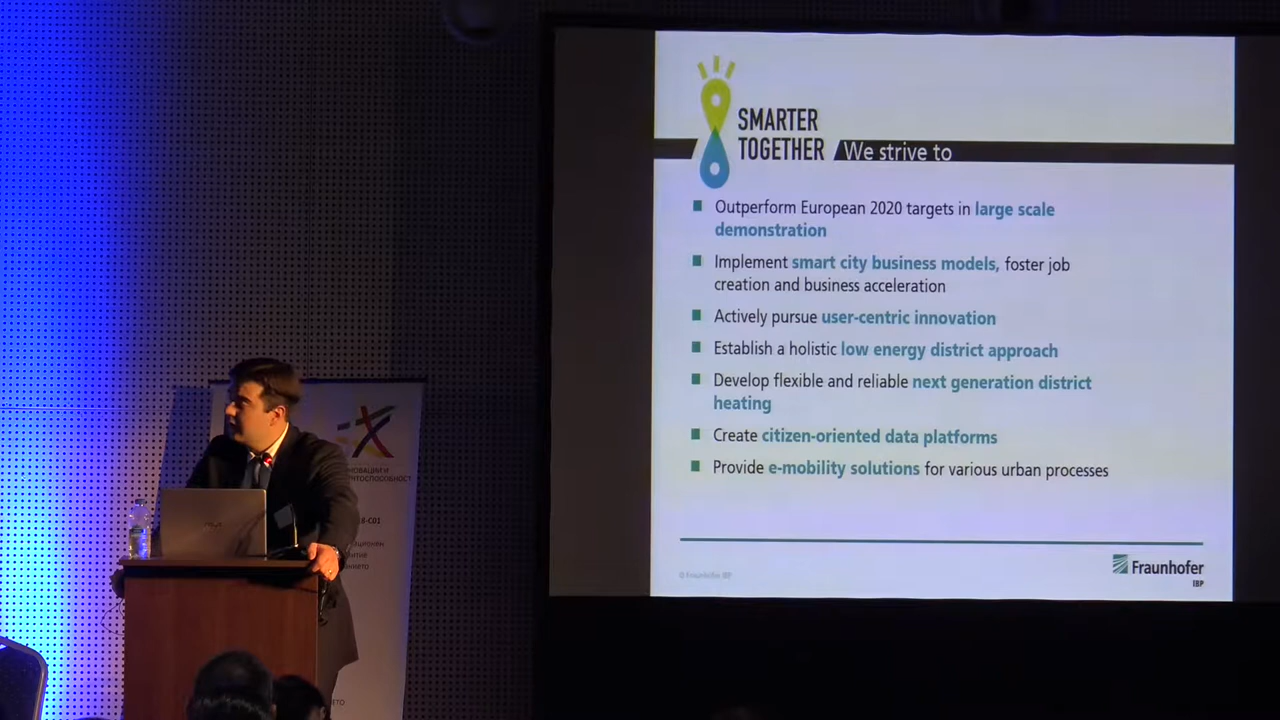 SMARTER
TOGETHER
We strive to
Outperform European 2020 targets in large scale
demonstration
Implement smart city business models, foster job
creation and business acceleration
Actively pursue user-centric innovation
Establish a holistic low energy district approach
Develop flexible and reliable next generation district
heating
Create citizen-oriented data platforms
Provide e-mobility solutions for various urban processes
© Fraunhofer IBP
Fraunhofer
IBP